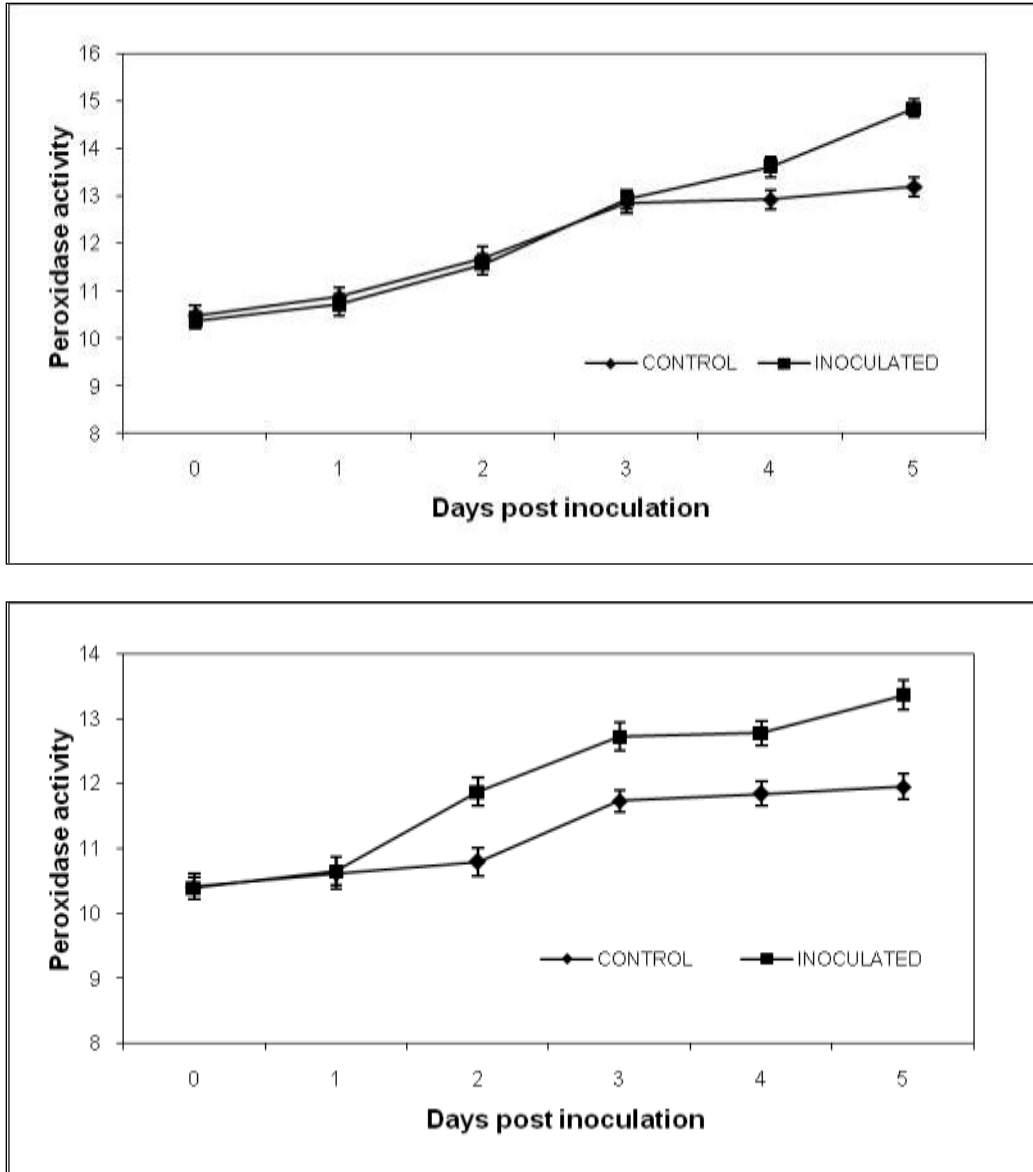 16
15
14
13
12
11
10
9
8
Peroxidase activity
CONTROL INOCULATED
0 1 2 3 4 5
Days post inoculation
14
13
12
11
10
9
8
Peroxidase activity
CONTROL INOCULATED
0 1 2 3 4 5
Days post inoculation